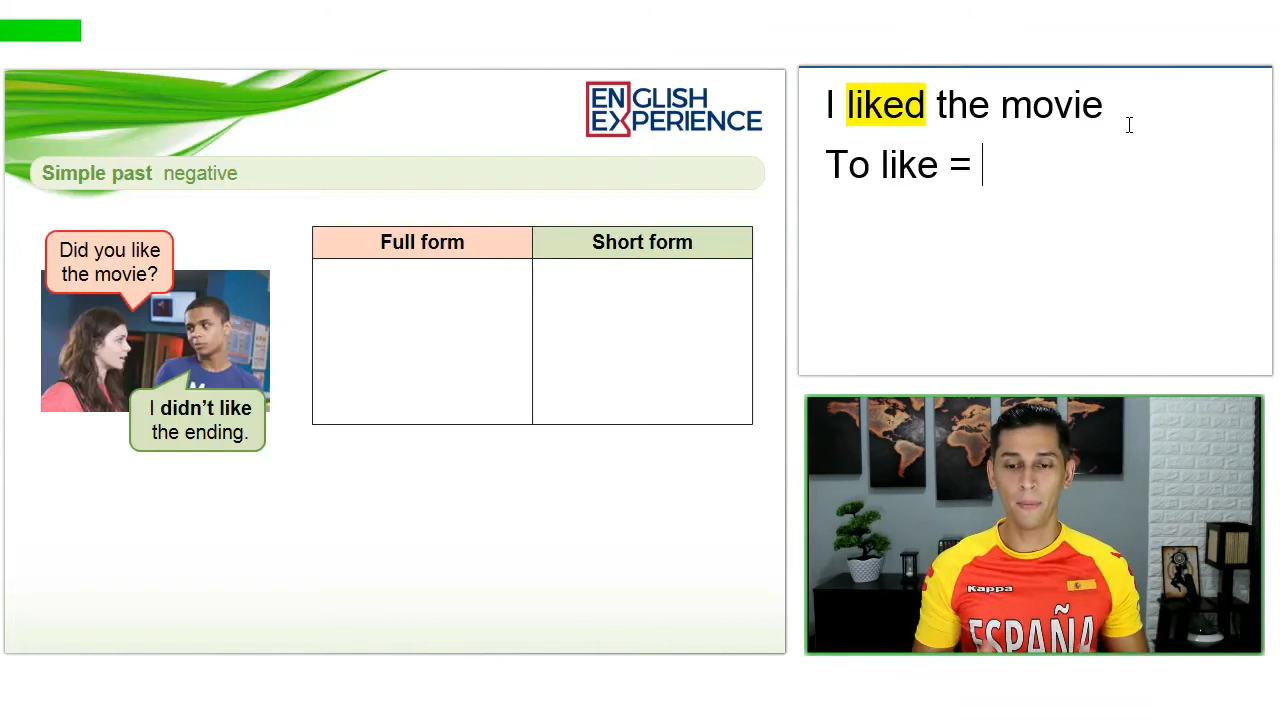 ENGLISH
EXPERIENCE
Simple past negative
Did you like
the movie?
I didn't like
the ending.
Full form
Short form
I liked the movie
To like =
Kappa
ESPAÑA